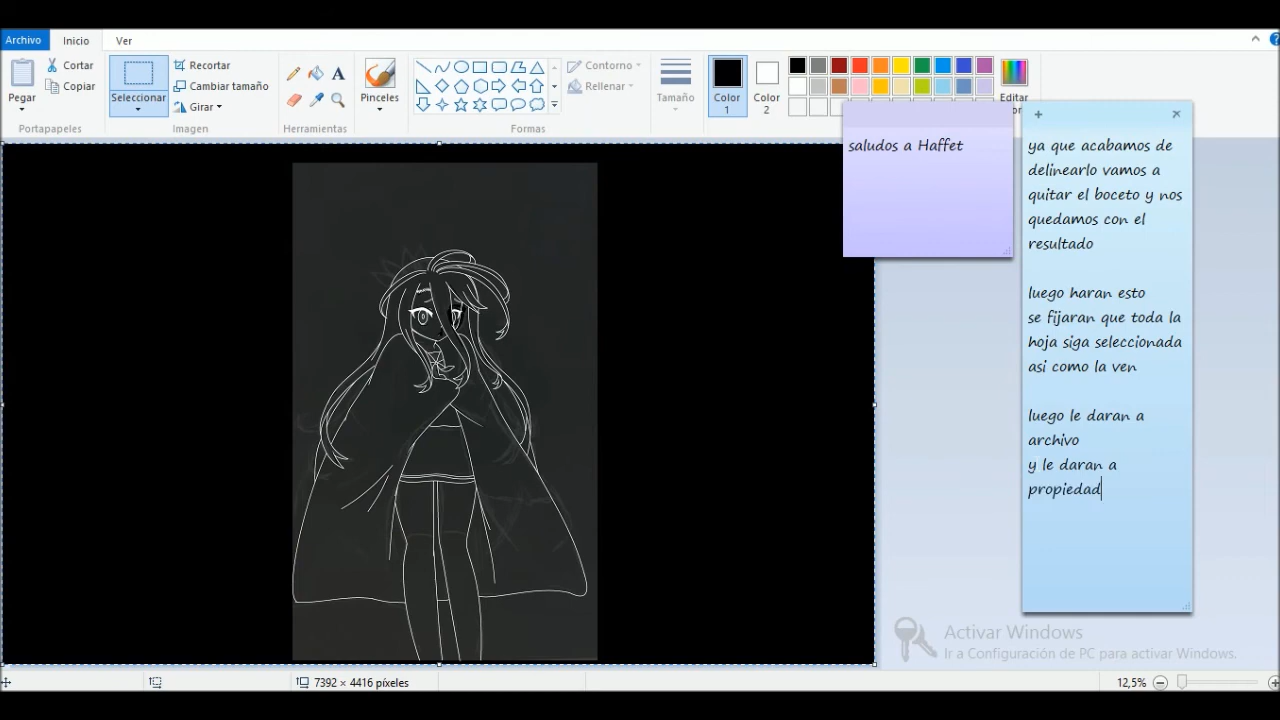 Archivo
Inicio
Ver
Pegar
Cortar
Copiar
Portapapeles
Seleccionar
Recortar
Cambiar tamaño
Girar
Imagen
Herramientas
Pinceles
Formas
Contorno
Rellenar
Tamaño
Color
1
Color
2
Editar
saludos a Haffet
ya que acabamos de
delinearlo vamos a
quitar el boceto y nos
quedamos con el
resultado
luego haran esto
se fijaran que toda la
hoja siga seleccionada
asi como la ven
luego le daran a
archivo
y le daran a
propiedad
Activar Windows
Ir a Configuración de PC para activar Windows.
7392 × 4416 píxeles
12,5%